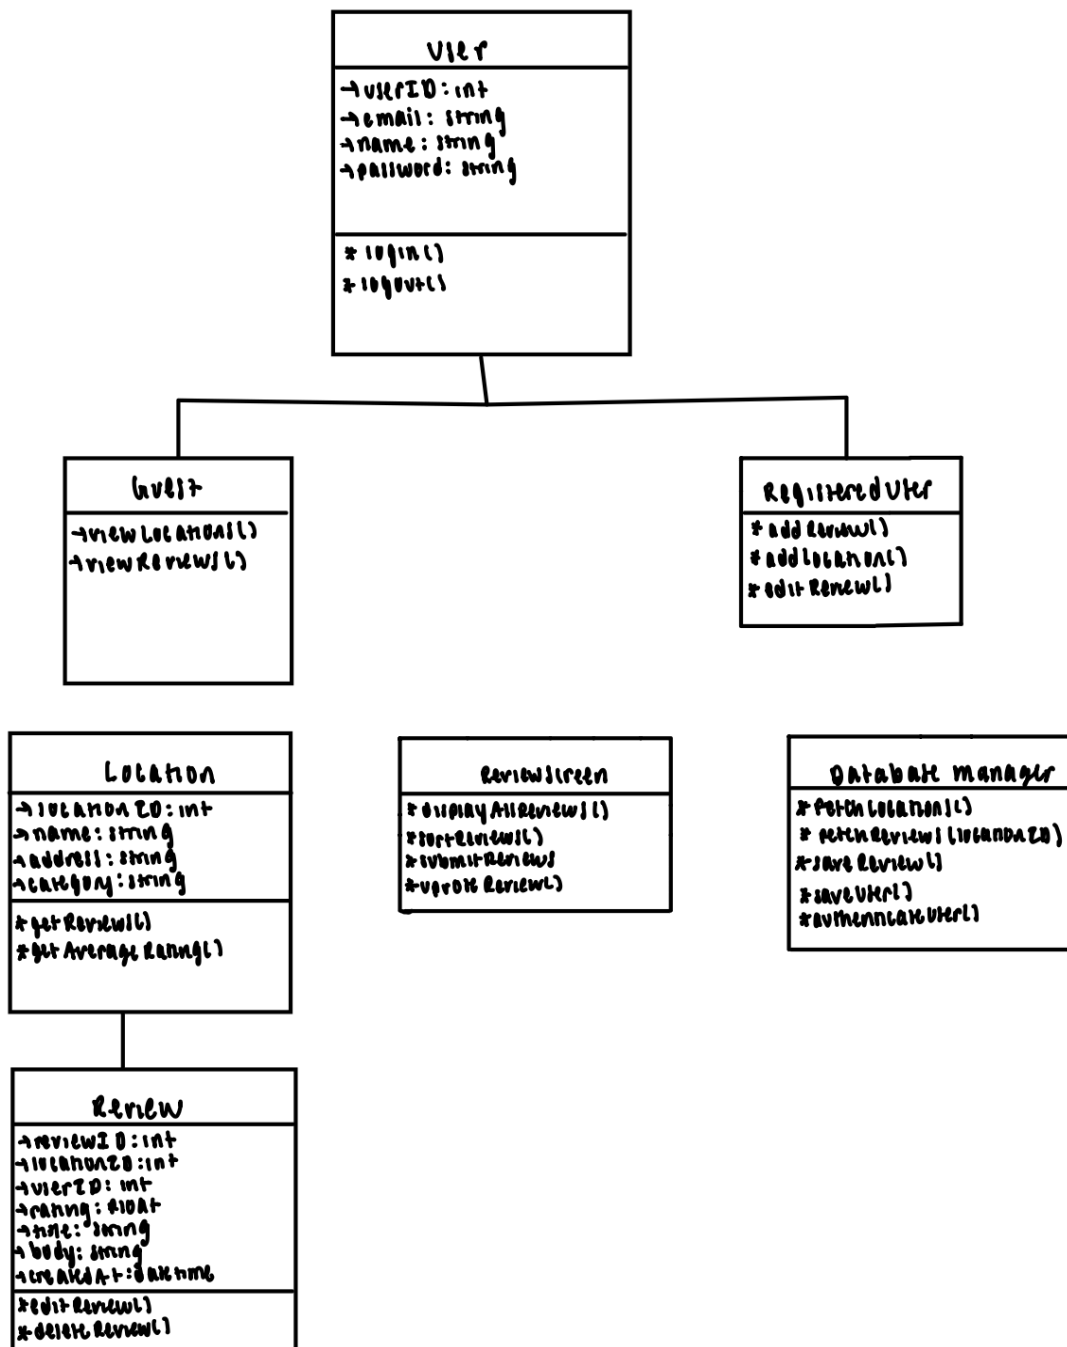 User
→userID: int
→email: string
→name: string
→password: string
* login()
* logout()
Guest
→viewLocations()
→viewReviews()
RegisteredUser
* addReview()
* addLocation()
* editReview()
Location
→locationID: int
→name: string
→address: string
→category: string
* getReviews()
* getAverageRating()
ReviewScreen
* displayAllReviews()
* sortReviews()
* submitReviews
* upvoteReview()
Database manager
* fetchLocations()
* fetchReviews(locationID)
* saveReview()
* saveUser()
* authenticateUser()
Review
→reviewID: int
→locationID: int
→userID: int
→rating: float
→title: string
→body: string
→createdAt: datetime
* editReview()
* deleteReview()